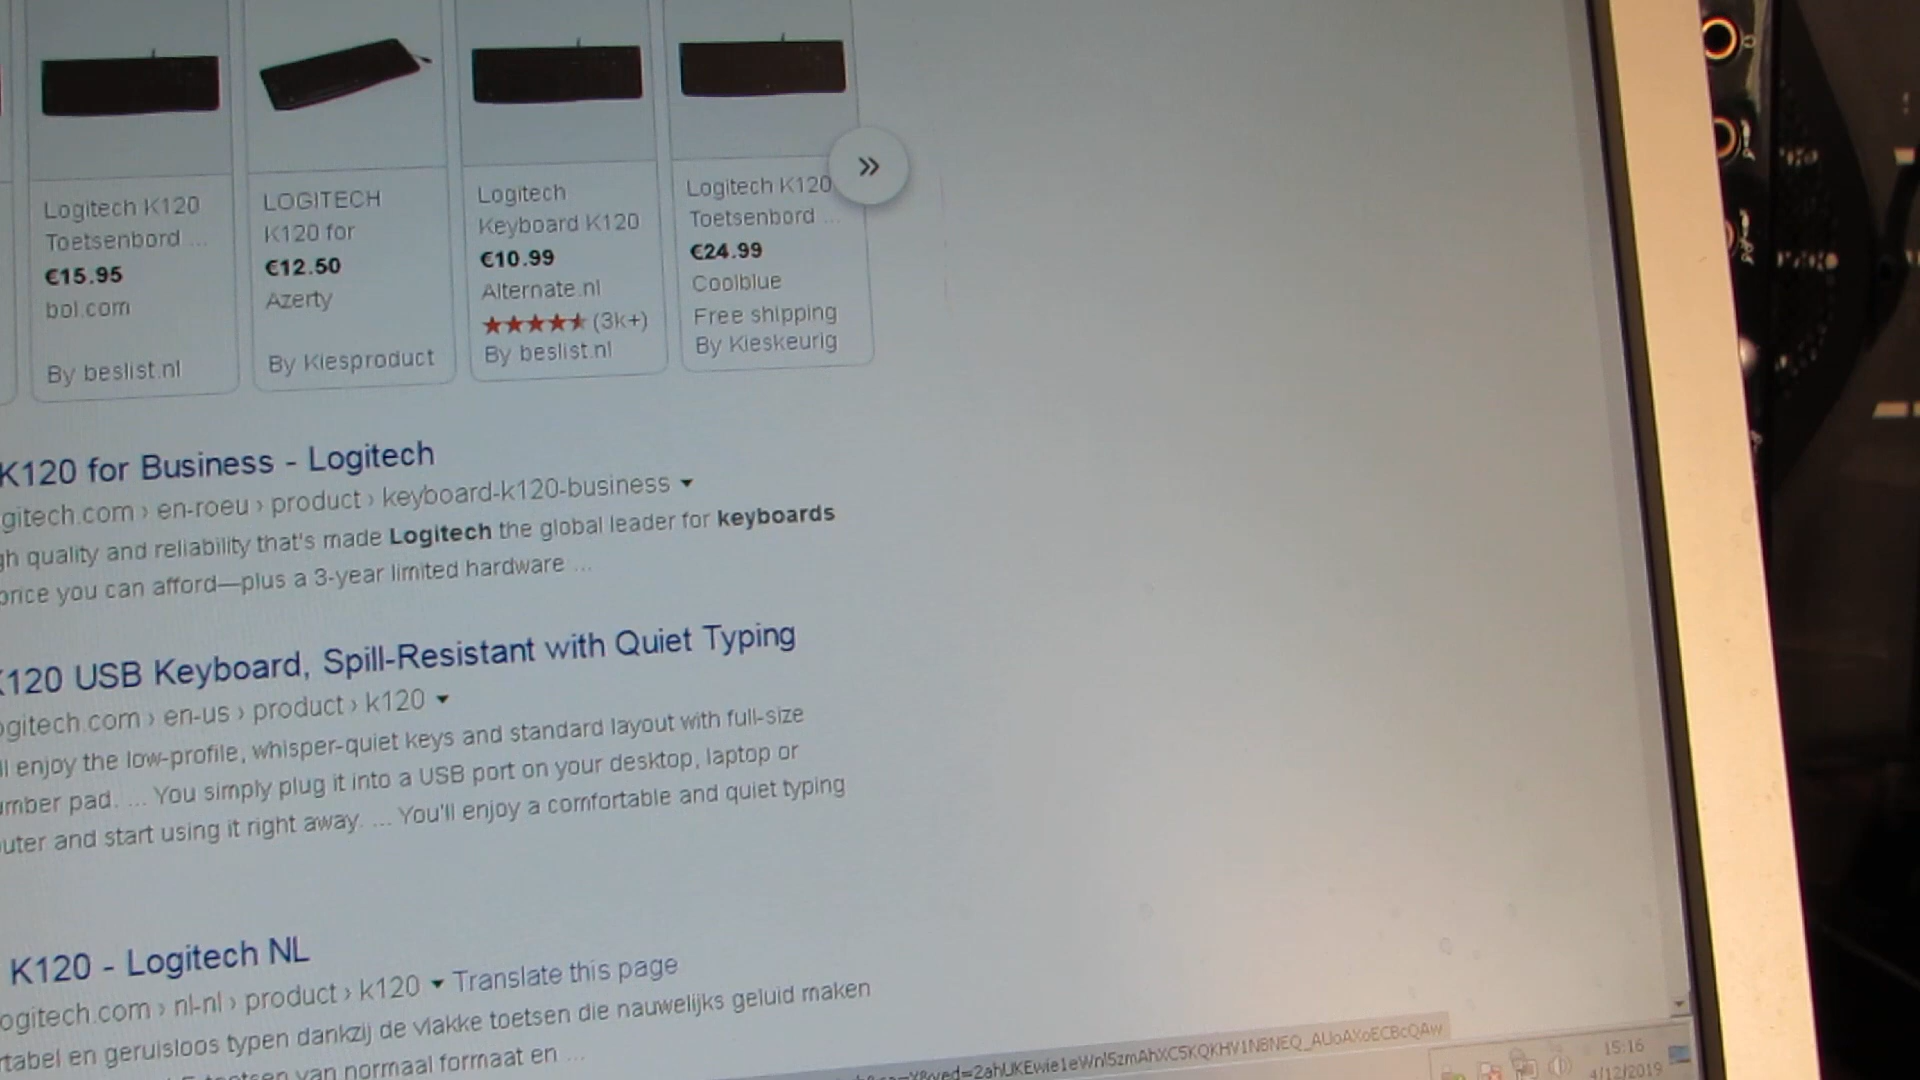 Logitech K120
Toetsenbord ...
€15.95
bol.com
By beslist.nl
LOGITECH
K120 for
€12.50
Azerty
By Kiesproduct
Logitech
Keyboard K120
€10.99
Alternate.nl
★★★★★ (3k+)
By beslist.nl
Logitech K120
Toetsenbord ...
€24.99
Coolblue
Free shipping
By Kieskeurig
»
K120 for Business - Logitech
gitech.com › en-roeu › product › keyboard-k120-business ▼
gh quality and reliability that's made Logitech the global leader for keyboards
price you can afford—plus a 3-year limited hardware ...
K120 USB Keyboard, Spill-Resistant with Quiet Typing
ogitech.com › en-us › product › k120 ▼
ll enjoy the low-profile, whisper-quiet keys and standard layout with full-size
umber pad. ... You simply plug it into a USB port on your desktop, laptop or
uter and start using it right away. ... You'll enjoy a comfortable and quiet typing
K120 - Logitech NL
ogitech.com › nl-nl › product › k120 ▼ Translate this page
rtabel en geruisloos typen dankzij de vlakke toetsen die nauwelijks geluid maken
van normaal formaat en ...
15:16
4/12/2019